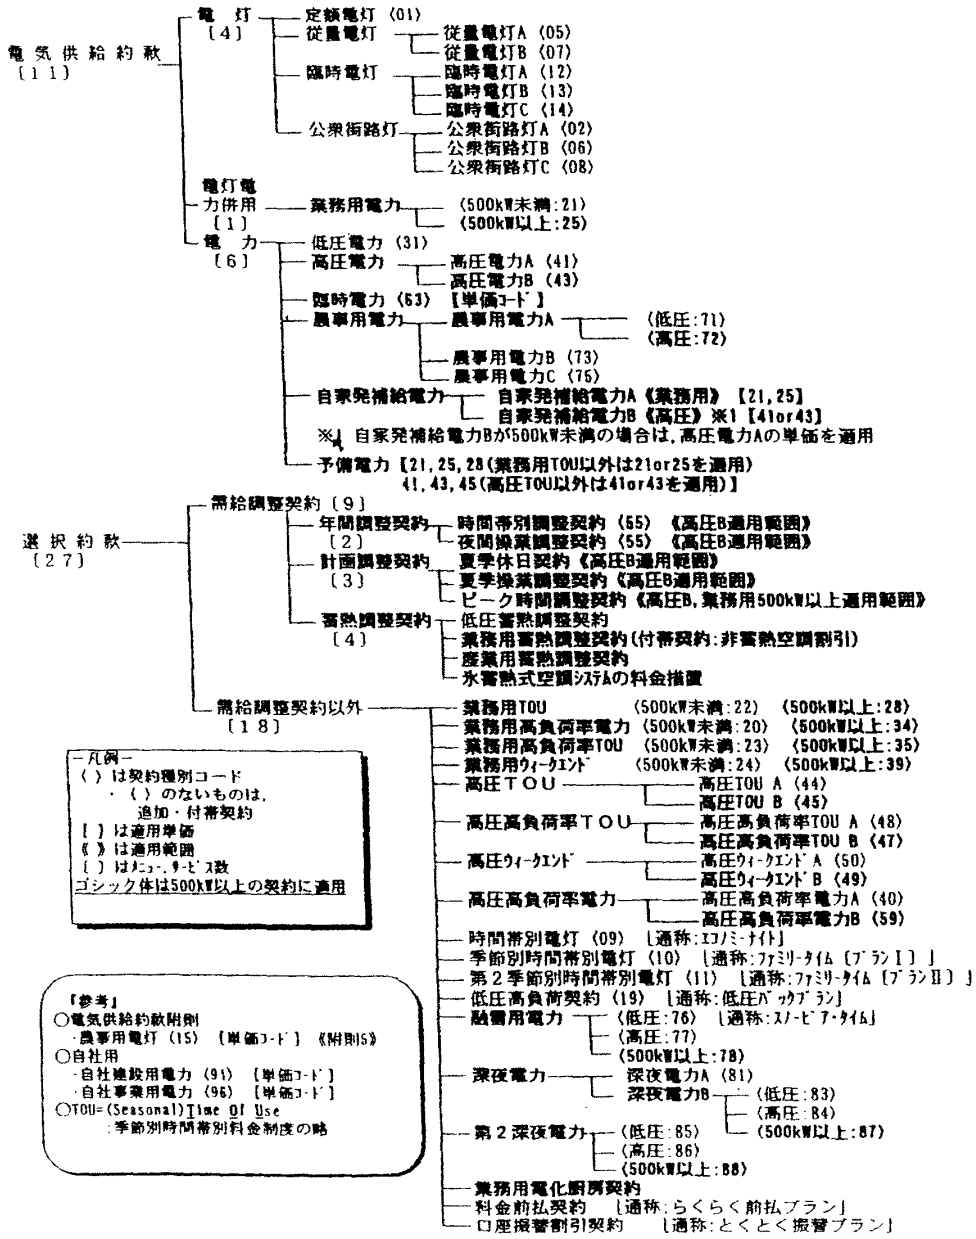 電気供給約款
[11]
電灯
[4]
定額電灯 (01)
従量電灯
従量電灯A (05)
従量電灯B (07)
臨時電灯
臨時電灯A (12)
臨時電灯B (13)
臨時電灯C (14)
公衆街路灯
公衆街路灯A (02)
公衆街路灯B (06)
公衆街路灯C (08)
電灯電
力併用
[1]
業務用電力
(500kW未満:21)
(500kW以上:25)
電力
[6]
低圧電力 (31)
高圧電力
高圧電力A (41)
高圧電力B (43)
臨時電力 (63) [単価コード]
農事用電力
農事用電力A
(低圧:71)
(高圧:72)
農事用電力B (73)
農事用電力C (75)
自家発補給電力
自家発補給電力A《業務用》 [21,25]
自家発補給電力B《高圧》※1 [41or43]
※1 自家発補給電力Bが500kW未満の場合は,高圧電力Aの単価を適用
予備電力 [21,25,28(業務用TOU以外は21or25を適用)
41,43,45(高圧TOU以外は41or43を適用)]
選択約款
[27]
需給調整契約 [9]
年間調整契約
[2]
時間帯別調整契約 (55) 《高圧B適用範囲》
夜間操業調整契約 (55) 《高圧B適用範囲》
計画調整契約
[3]
夏季休日契約《高圧B適用範囲》
夏季操業調整契約《高圧B適用範囲》
ピーク時間調整契約《高圧B,業務用500kW以上適用範囲》
蓄熱調整契約
[4]
低圧蓄熱調整契約
業務用蓄熱調整契約(付帯契約:非蓄熱空調割引)
産業用蓄熱調整契約
氷蓄熱式空調システムの料金措置
需給調整契約以外
[18]
業務用TOU (500kW未満:22) (500kW以上:28)
業務用高負荷率電力 (500kW未満:20) (500kW以上:34)
業務用高負荷率TOU (500kW未満:23) (500kW以上:35)
業務用ウィークエンド (500kW未満:24) (500kW以上:39)
高圧TOU
高圧TOU A (44)
高圧TOU B (45)
高圧高負荷率TOU
高圧高負荷率TOU A (48)
高圧高負荷率TOU B (47)
高圧ウィークエンド
高圧ウィークエンド A (50)
高圧ウィークエンド B (49)
高圧高負荷率電力
高圧高負荷率電力A (40)
高圧高負荷率電力B (59)
時間帯別電灯 (09) [通称:エコノミーナイト]
季節別時間帯別電灯 (10) [通称:ファミリータイム [プランⅠ] ]
第2季節別時間帯別電灯 (11) [通称:ファミリータイム [プランⅡ] ]
低圧高負荷契約 (19) [通称:低圧パックプラン]
融雪用電力
(低圧:76) [通称:スノーピア・タイム]
(高圧:77)
(500kW以上:78)
深夜電力
深夜電力A (81)
深夜電力B
(低圧:83)
(高圧:84)
(500kW以上:87)
第2深夜電力
(低圧:85)
(高圧:86)
(500kW以上:88)
業務用電化厨房契約
料金前払契約 [通称:らくらく前払プラン]
口座振替割引契約 [通称:とくとく振替プラン]
-凡例-
( ) は契約種別コード
・( ) のないものは,
追加・付帯契約
[ ] は適用単価
《 》は適用範囲
[ ] はメニュー,サービス数
ゴシック体は500kW以上の契約に適用
『参考』
○電気供給約款附則
・農事用電灯 (15) [単価コード] 《附則5》
○自社用
・自社建設用電力 (91) [単価コード]
・自社事業用電力 (96) [単価コード]
○TOU=(Seasonal)Time Of Use
:季節別時間帯別料金制度の略